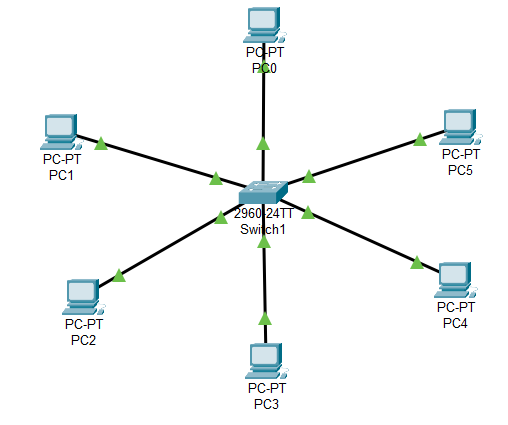 PC-PT
PC0
PC-PT
PC1
PC-PT
PC5
2960-24TT
Switch1
PC-PT
PC2
PC-PT
PC4
PC-PT
PC3